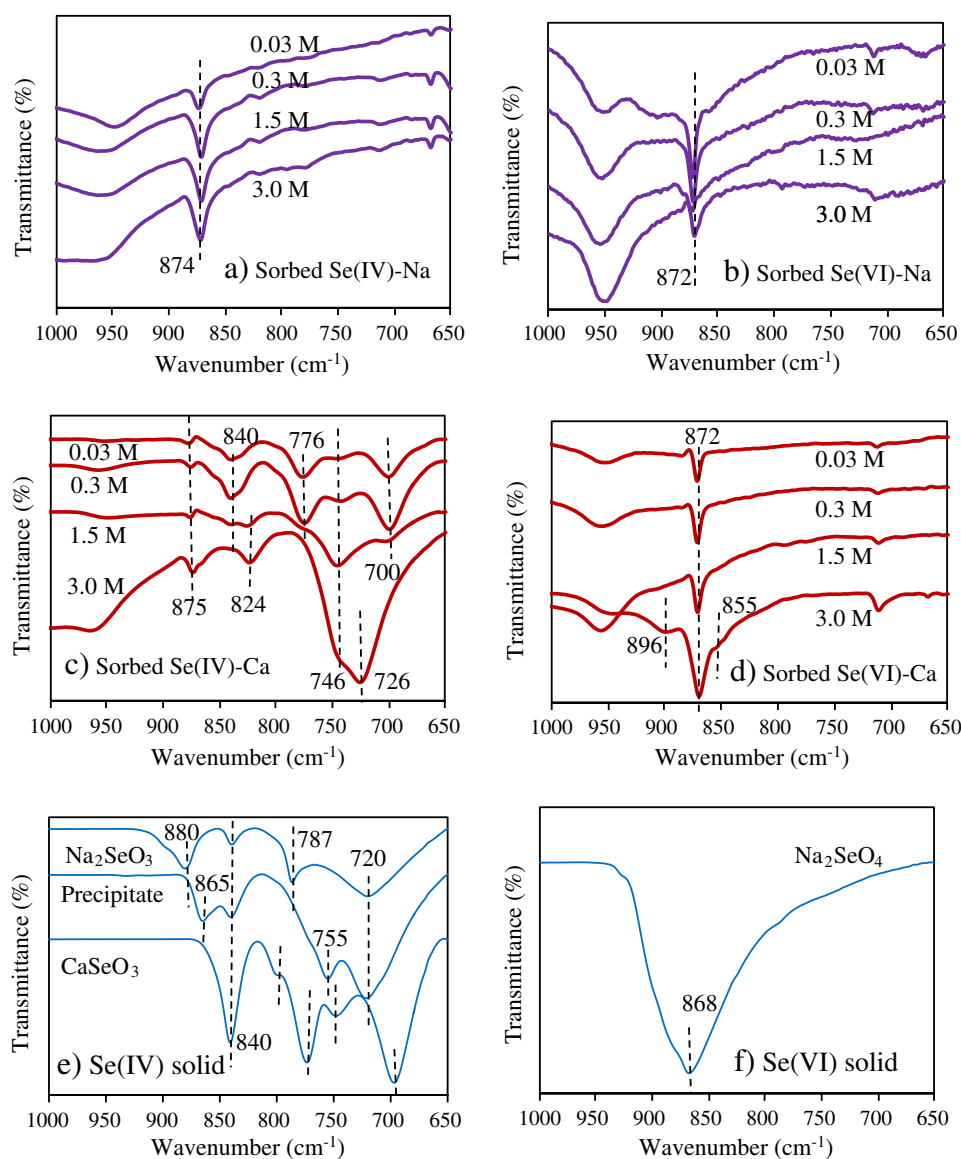 Transmittance (%)
0.03 M
0.3 M
1.5 M
3.0 M
874
a) Sorbed Se(IV)-Na
1000 950 900 850 800 750 700 650
Wavenumber (cm⁻¹)
Transmittance (%)
0.03 M
0.3 M
1.5 M
3.0 M
872
b) Sorbed Se(VI)-Na
1000 950 900 850 800 750 700 650
Wavenumber (cm⁻¹)
Transmittance (%)
840 776
0.03 M
0.3 M
1.5 M
3.0 M
700
875 824
746 726
c) Sorbed Se(IV)-Ca
1000 950 900 850 800 750 700 650
Wavenumber (cm⁻¹)
Transmittance (%)
872
0.03 M
0.3 M
1.5 M
3.0 M
855
896
d) Sorbed Se(VI)-Ca
1000 950 900 850 800 750 700 650
Wavenumber (cm⁻¹)
Transmittance (%)
880 787
Na₂SeO₃ 720
865
Precipitate
755
CaSeO₃
840
e) Se(IV) solid
1000 950 900 850 800 750 700 650
Wavenumber (cm⁻¹)
Transmittance (%)
Na₂SeO₄
868
f) Se(VI) solid
1000 950 900 850 800 750 700 650
Wavenumber (cm⁻¹)